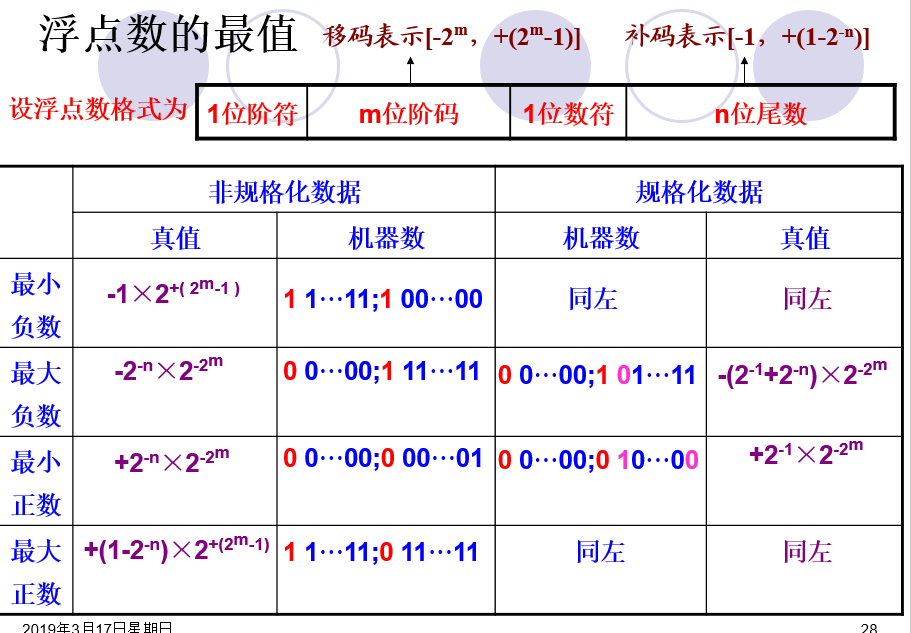 浮点数的最值
移码表示[-2ᵐ，+(2ᵐ-1)]
补码表示[-1，+(1-2⁻ⁿ)]
设浮点数格式为
1位阶符 m位阶码 1位数符 n位尾数
非规格化数据 规格化数据
真值 机器数 机器数 真值
最小负数 -1×2^+( 2^m-1 ) 1 1···11;1 00···00 同左 同左
最大负数 -2^-n×2^-2^m 0 0···00;1 11···11 0 0···00;1 01···11 -(2^-1+2^-n)×2^-2^m
最小正数 +2^-n×2^-2^m 0 0···00;0 00···01 0 0···00;0 10···00 +2^-1×2^-2^m
最大正数 +(1-2^-n)×2^+(2^m-1) 1 1···11;0 11···11 同左 同左
2019年3月17日星期日
28